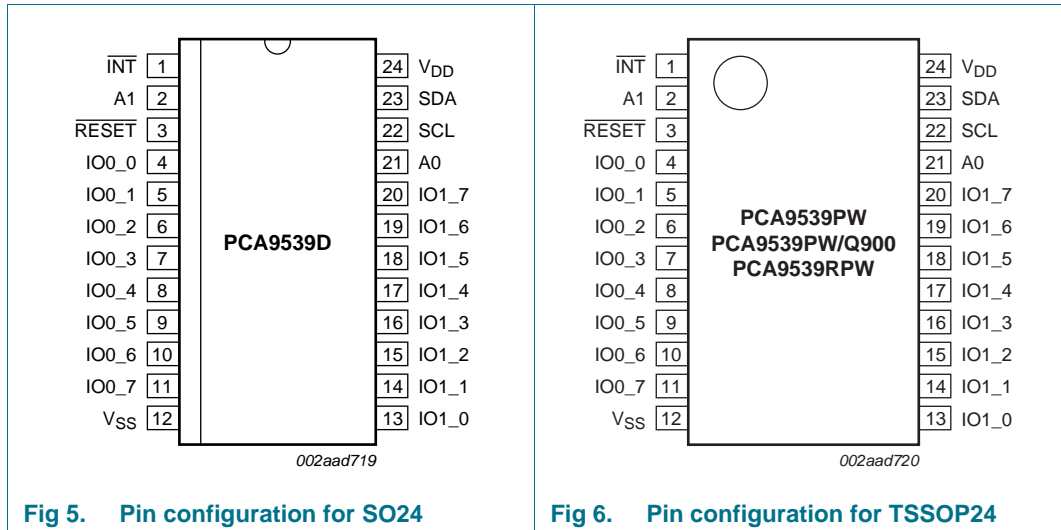 INT 1 24 VDD
A1 2 23 SDA
RESET 3 22 SCL
IO0_0 4 21 A0
IO0_1 5 20 IO1_7
IO0_2 6 19 IO1_6
IO0_3 7 18 IO1_5
IO0_4 8 17 IO1_4
IO0_5 9 16 IO1_3
IO0_6 10 15 IO1_2
IO0_7 11 14 IO1_1
VSS 12 13 IO1_0
PCA9539D
002aad719
Fig 5. Pin configuration for SO24
INT 1 24 VDD
A1 2 23 SDA
RESET 3 22 SCL
IO0_0 4 21 A0
IO0_1 5 20 IO1_7
IO0_2 6 19 IO1_6
IO0_3 7 18 IO1_5
IO0_4 8 17 IO1_4
IO0_5 9 16 IO1_3
IO0_6 10 15 IO1_2
IO0_7 11 14 IO1_1
VSS 12 13 IO1_0
PCA9539PW
PCA9539PW/Q900
PCA9539RPW
002aad720
Fig 6. Pin configuration for TSSOP24